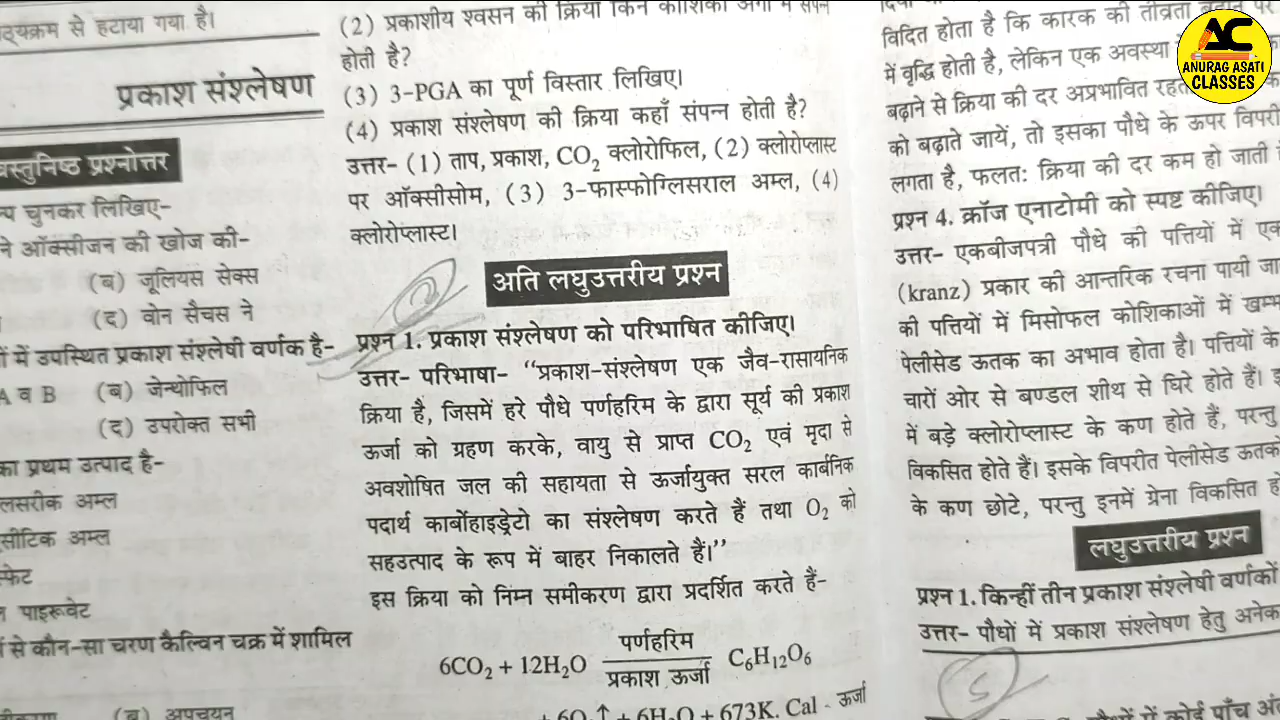 ठ्यक्रम से हटाया गया है।
प्रकाश संश्लेषण
वस्तुनिष्ठ प्रश्नोत्तर
चुनकर लिखिए-
ने ऑक्सीजन की खोज की-
(ब) जूलियस सेक्स
(द) वोन सैचस ने
में उपस्थित प्रकाश संश्लेषी वर्णक है-
A व B (ब) जेन्थोफिल
(द) उपरोक्त सभी
का प्रथम उत्पाद है-
लसरीक अम्ल
सीटिक अम्ल
स्फेट
पाइरूवेट
से कौन-सा चरण कैल्विन चक्र में शामिल
(ब) अपचयन
(2) प्रकाशीय श्वसन की क्रिया किन कोशिका अंगों में संपन्न
होती है?
(3) 3-PGA का पूर्ण विस्तार लिखिए।
(4) प्रकाश संश्लेषण की क्रिया कहाँ संपन्न होती है?
उत्तर- (1) ताप, प्रकाश, CO₂ क्लोरोफिल, (2) क्लोरोप्लास्ट
पर ऑक्सीसोम, (3) 3-फास्फोग्लिसराल अम्ल, (4)
क्लोरोप्लास्ट।
अति लघुउत्तरीय प्रश्न
प्रश्न 1. प्रकाश संश्लेषण को परिभाषित कीजिए।
उत्तर- परिभाषा- “प्रकाश-संश्लेषण एक जैव-रासायनिक
क्रिया है, जिसमें हरे पौधे पर्णहरिम के द्वारा सूर्य की प्रकाश
ऊर्जा को ग्रहण करके, वायु से प्राप्त CO₂ एवं मृदा से
अवशोषित जल की सहायता से ऊर्जायुक्त सरल कार्बनिक
पदार्थ कार्बोहाइड्रेटो का संश्लेषण करते हैं तथा O₂ को
सहउत्पाद के रूप में बाहर निकालते हैं।”
इस क्रिया को निम्न समीकरण द्वारा प्रदर्शित करते हैं-
पर्णहरिम
6CO₂ + 12H₂O C₆H₁₂O₆
प्रकाश ऊर्जा
+ 6O₂↑ + 6H₂O + 673K. Cal - ऊर्जा
विदित होता है कि कारक की तीव्रता बढ़ाने पर
में वृद्धि होती है, लेकिन एक अवस्था
बढ़ाने से क्रिया की दर अप्रभावित रहत
को बढ़ाते जायें, तो इसका पौधे के ऊपर विपरी
लगता है, फलतः क्रिया की दर कम हो जाती
प्रश्न 4. क्रॉज एनाटोमी को स्पष्ट कीजिए।
उत्तर- एकबीजपत्री पौधे की पत्तियों में एक
(kranz) प्रकार की आन्तरिक रचना पायी जा
की पत्तियों में मिसोफल कोशिकाओं में खम्भ
पेलीसेड ऊतक का अभाव होता है। पत्तियों के
चारों ओर से बण्डल शीथ से घिरे होते हैं।
में बड़े क्लोरोप्लास्ट के कण होते हैं, परन्तु
विकसित होते हैं। इसके विपरीत पेलीसेड ऊतक
के कण छोटे, परन्तु इनमें ग्रेना विकसित ह
लघुउत्तरीय प्रश्न
प्रश्न 1. किन्हीं तीन प्रकाश संश्लेषी वर्णकों
उत्तर- पौधों में प्रकाश संश्लेषण हेतु अनेक
पौधों में कोई पाँच अं
AC
ANURAG ASATI
CLASSES